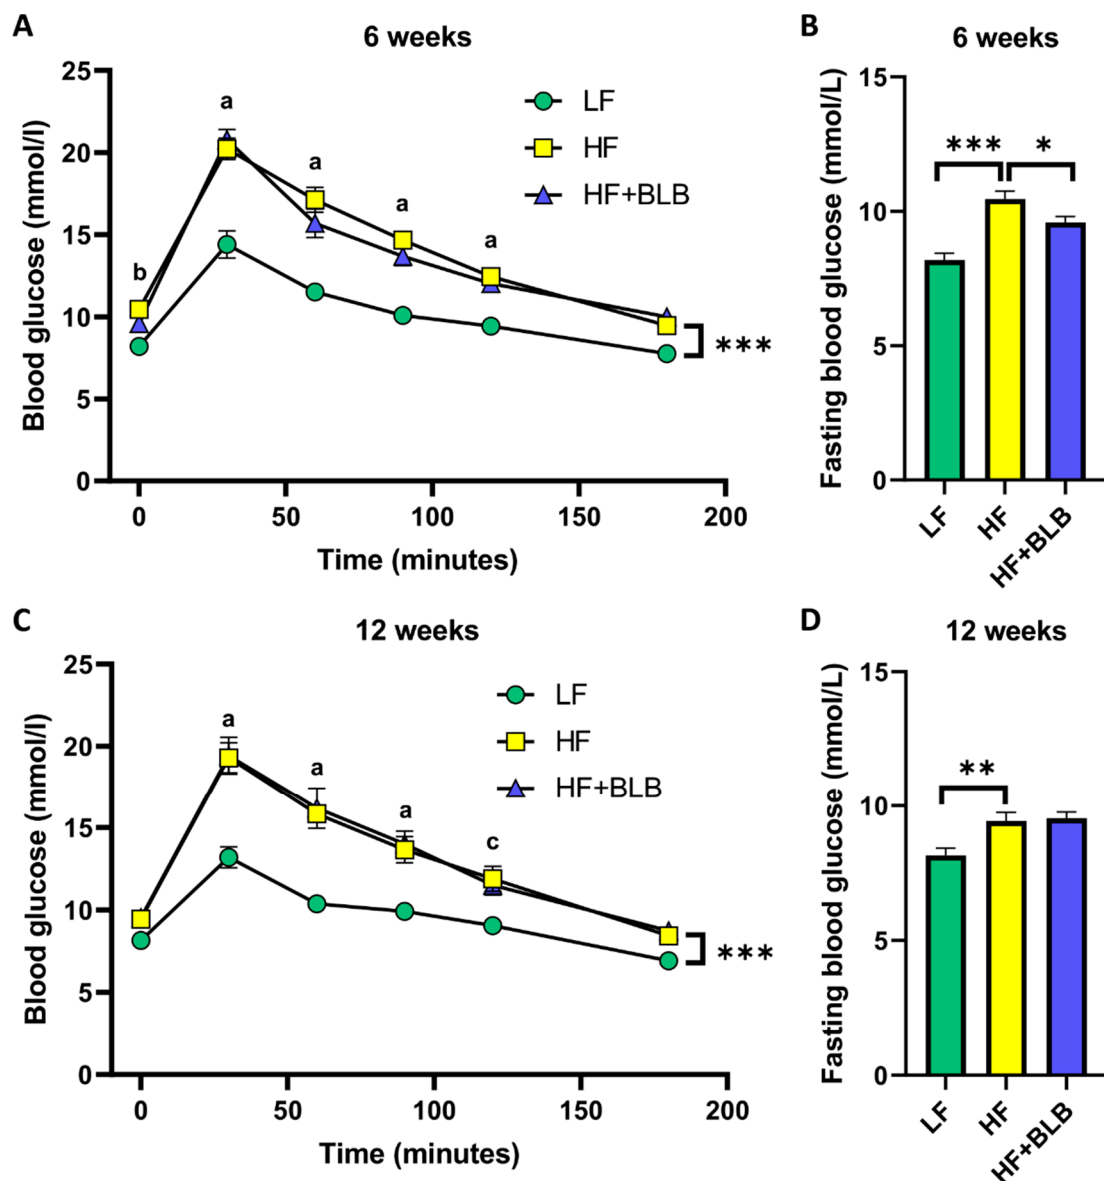 A
6 weeks
Blood glucose (mmol/l)
25
20
15
10
5
0
0
50
100
150
200
Time (minutes)
LF
HF
HF+BLB
b
a
a
a
a
***
B
6 weeks
Fasting blood glucose (mmol/L)
15
10
5
0
***
*
LF
HF
HF+BLB
C
12 weeks
Blood glucose (mmol/l)
25
20
15
10
5
0
0
50
100
150
200
Time (minutes)
LF
HF
HF+BLB
a
a
a
c
***
D
12 weeks
Fasting blood glucose (mmol/L)
15
10
5
0
**
LF
HF
HF+BLB